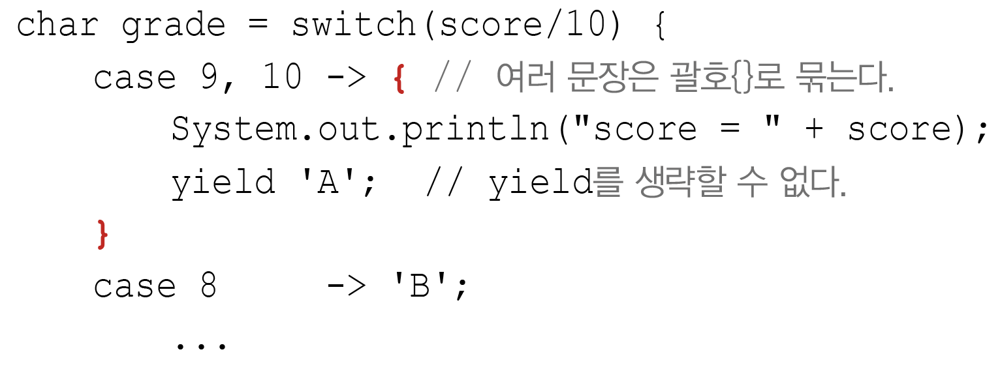 char grade = switch(score/10) {
case 9, 10 -> { // 여러 문장은 괄호{}로 묶는다.
System.out.println("score = " + score);
yield 'A'; // yield를 생략할 수 없다.
}
case 8 -> 'B';
...